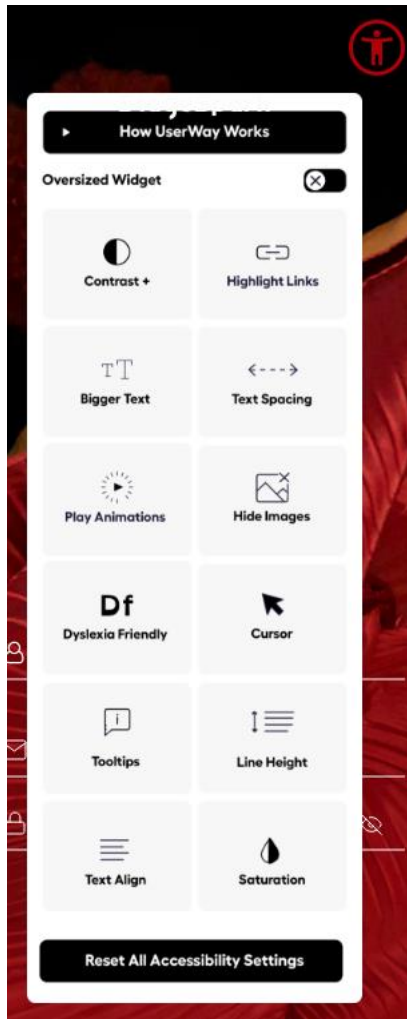 How UserWay Works
Oversized Widget
Contrast +
Highlight Links
TT
Bigger Text
Text Spacing
Play Animations
Hide Images
Df
Dyslexia Friendly
Cursor
i
Tooltips
Line Height
Text Align
Saturation
Reset All Accessibility Settings